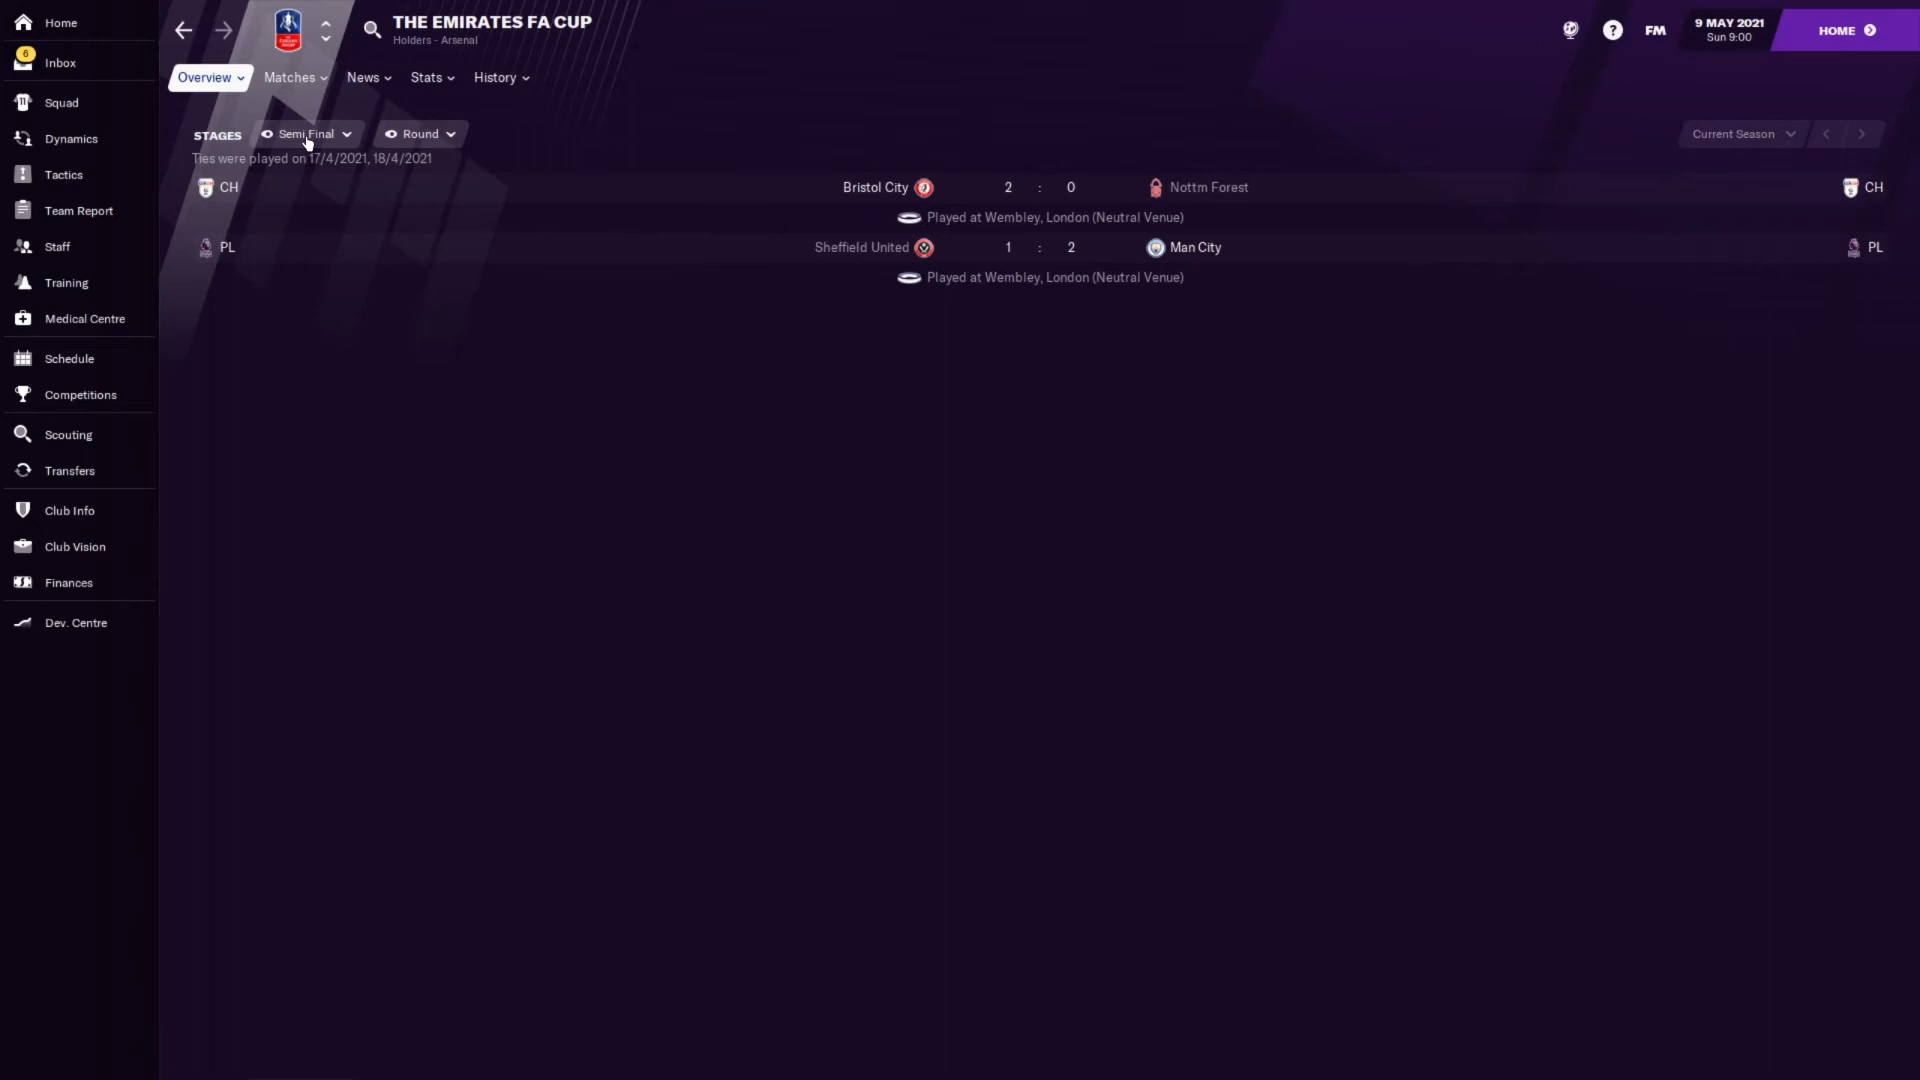 Home
6
Inbox
Squad
Dynamics
Tactics
Team Report
Staff
Training
Medical Centre
Schedule
Competitions
Scouting
Transfers
Club Info
Club Vision
Finances
Dev. Centre
THE EMIRATES FA CUP
Holders - Arsenal
FM
9 MAY 2021
Sun 9:00
HOME
Overview Matches News Stats History
STAGES Semi Final Round Current Season
Ties were played on 17/4/2021, 18/4/2021
CH Bristol City 2 : 0 Nottm Forest CH
Played at Wembley, London (Neutral Venue)
PL Sheffield United 1 : 2 Man City PL
Played at Wembley, London (Neutral Venue)